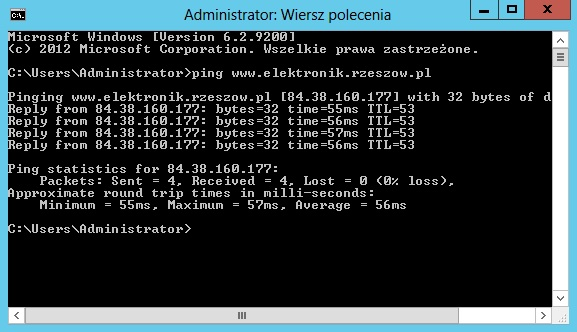 Administrator: Wiersz polecenia
Microsoft Windows [Version 6.2.9200]
(c) 2012 Microsoft Corporation. Wszelkie prawa zastrzeżone.
C:\Users\Administrator>ping www.elektronik.rzeszow.pl
Pinging www.elektronik.rzeszow.pl [84.38.160.177] with 32 bytes of d
Reply from 84.38.160.177: bytes=32 time=55ms TTL=53
Reply from 84.38.160.177: bytes=32 time=56ms TTL=53
Reply from 84.38.160.177: bytes=32 time=57ms TTL=53
Reply from 84.38.160.177: bytes=32 time=56ms TTL=53
Ping statistics for 84.38.160.177:
    Packets: Sent = 4, Received = 4, Lost = 0 (0% loss),
Approximate round trip times in milli-seconds:
    Minimum = 55ms, Maximum = 57ms, Average = 56ms
C:\Users\Administrator>